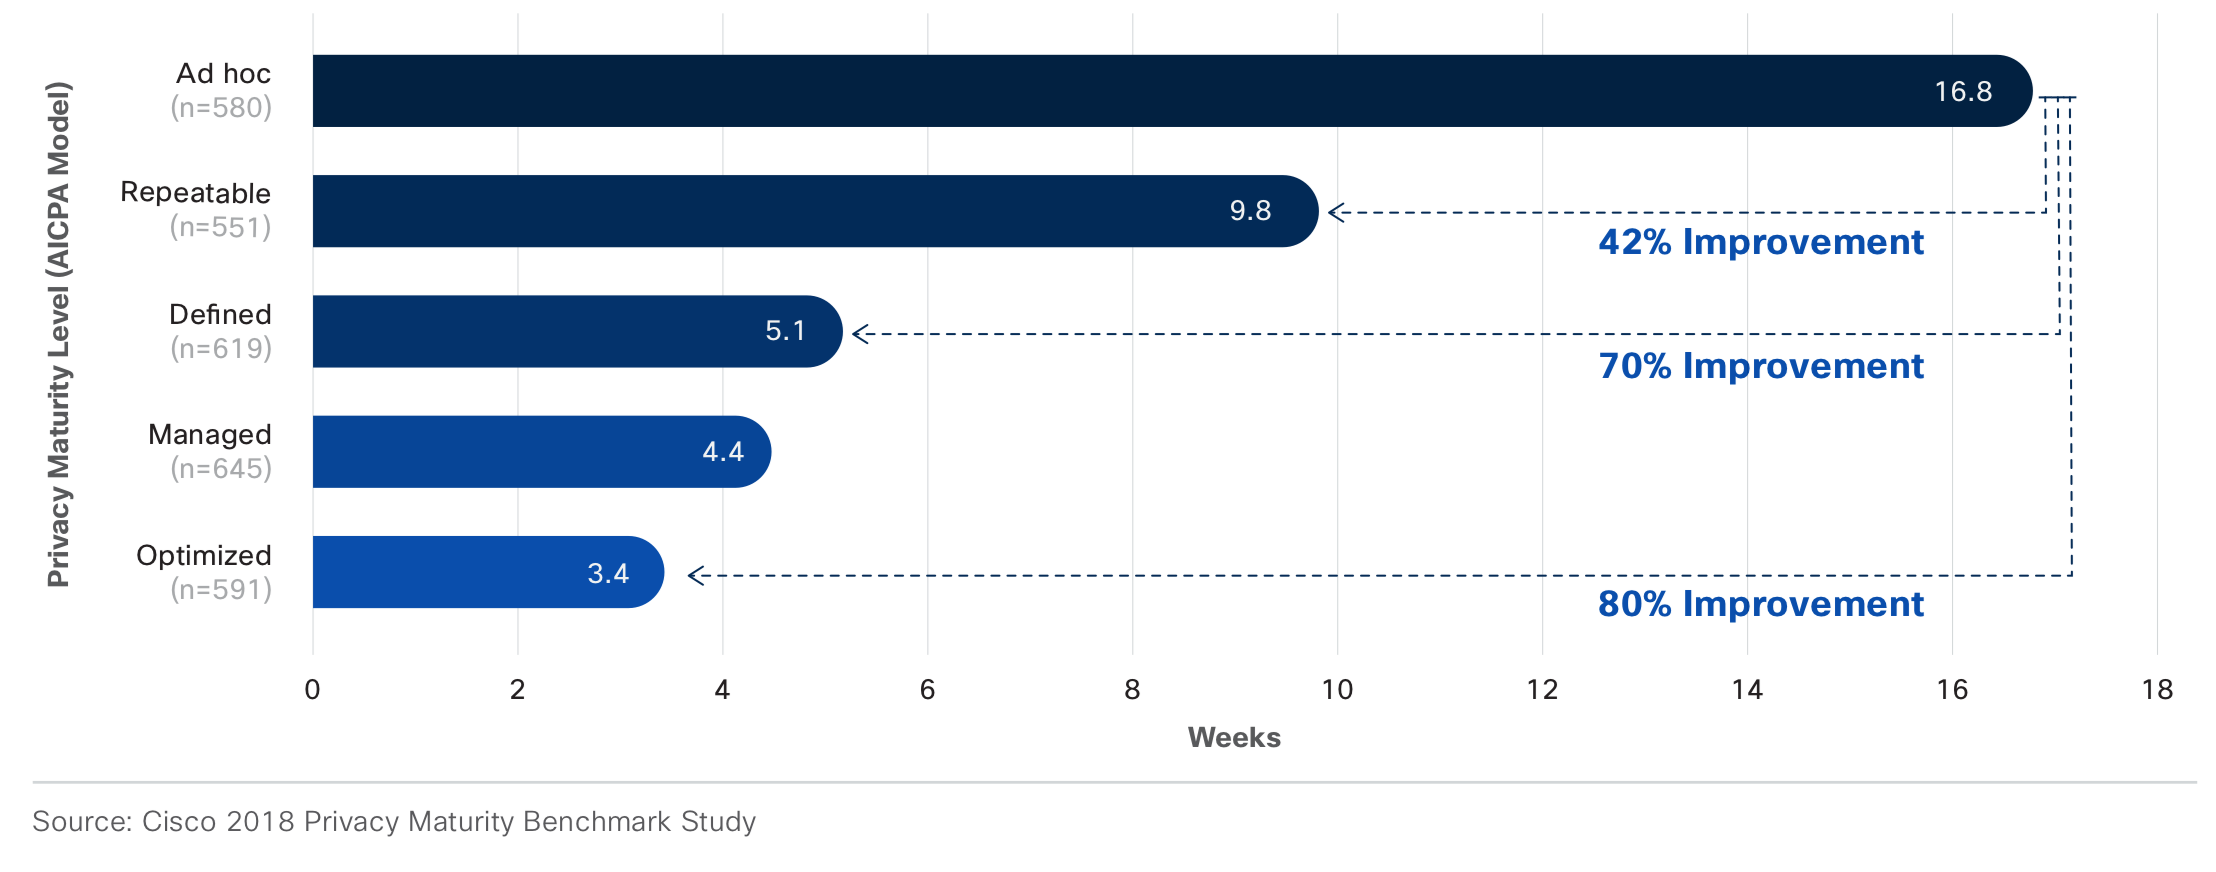 Privacy Maturity Level (AICPA Model)
Ad hoc
(n=580)
16.8
Repeatable
(n=551)
9.8
42% Improvement
Defined
(n=619)
5.1
70% Improvement
Managed
(n=645)
4.4
Optimized
(n=591)
3.4
80% Improvement
0 2 4 6 8 10 12 14 16 18
Weeks
Source: Cisco 2018 Privacy Maturity Benchmark Study